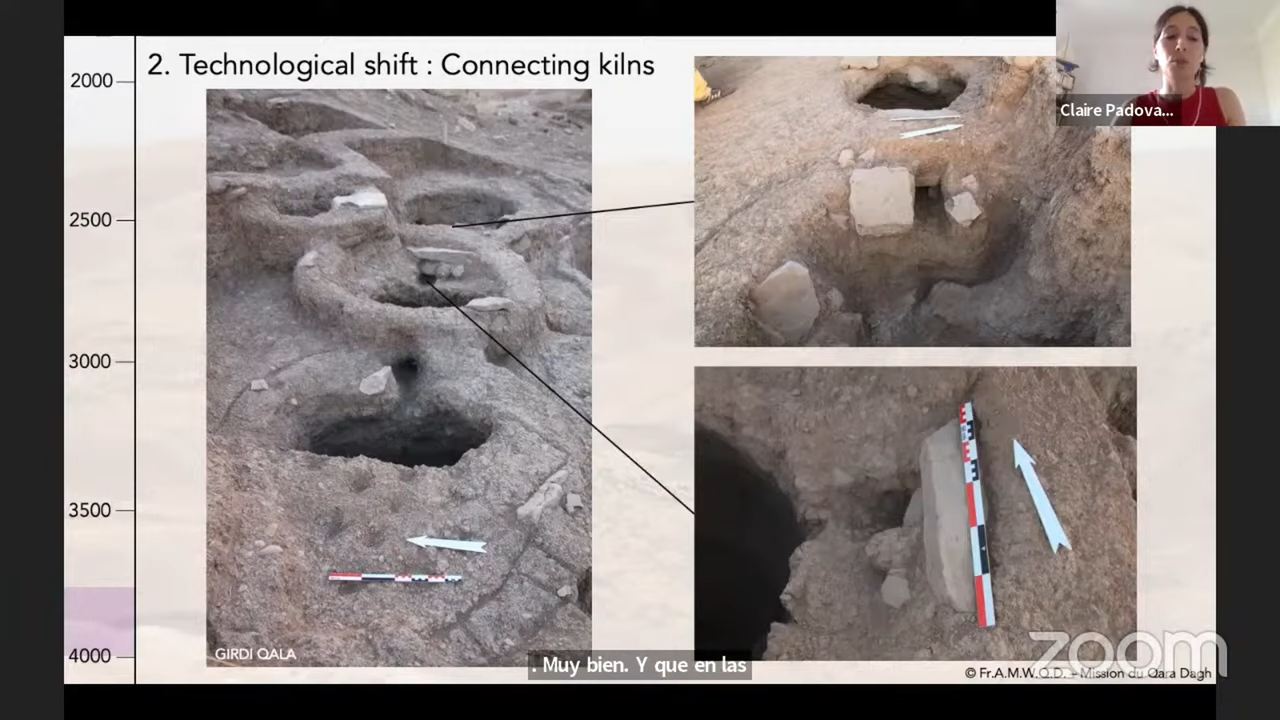 2. Technological shift : Connecting kilns
Claire Padova...
2000
2500
3000
3500
4000
GIRDI QALA
. Muy bien. Y que en las
zoom
© Fr.A.M.W.Q.D. – Mission du Qara Dagh